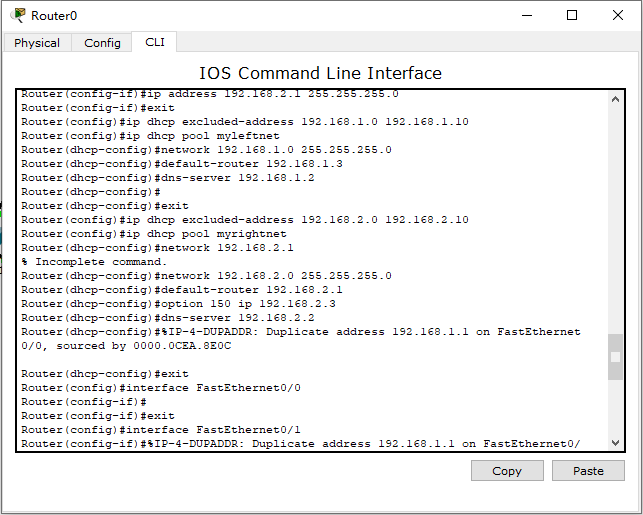 Router0
Physical
Config
CLI
IOS Command Line Interface
Router(config-if)#ip address 192.168.2.1 255.255.255.0
Router(config-if)#exit
Router(config)#ip dhcp excluded-address 192.168.1.0 192.168.1.10
Router(config)#ip dhcp pool myleftnet
Router(dhcp-config)#network 192.168.1.0 255.255.255.0
Router(dhcp-config)#default-router 192.168.1.3
Router(dhcp-config)#dns-server 192.168.1.2
Router(dhcp-config)#
Router(dhcp-config)#exit
Router(config)#ip dhcp excluded-address 192.168.2.0 192.168.2.10
Router(config)#ip dhcp pool myrightnet
Router(dhcp-config)#network 192.168.2.1
% Incomplete command.
Router(dhcp-config)#network 192.168.2.0 255.255.255.0
Router(dhcp-config)#default-router 192.168.2.1
Router(dhcp-config)#option 150 ip 192.168.2.3
Router(dhcp-config)#dns-server 192.168.2.2
Router(dhcp-config)#%IP-4-DUPADDR: Duplicate address 192.168.1.1 on FastEthernet
0/0, sourced by 0000.0CEA.8E0C
Router(dhcp-config)#exit
Router(config)#interface FastEthernet0/0
Router(config-if)#
Router(config-if)#exit
Router(config)#interface FastEthernet0/1
Router(config-if)#%IP-4-DUPADDR: Duplicate address 192.168.1.1 on FastEthernet0/
Copy
Paste